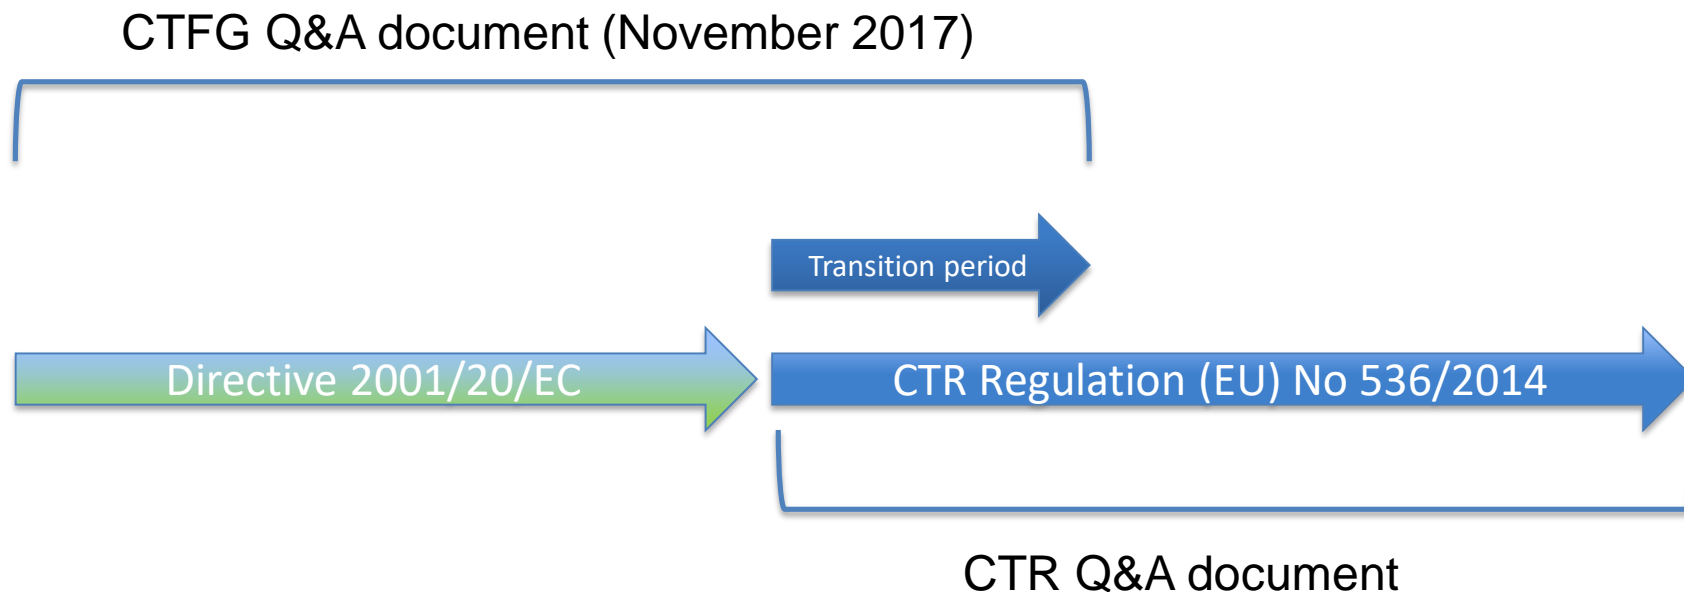 CTFG Q&A document (November 2017)
Transition period
Directive 2001/20/EC
CTR Regulation (EU) No 536/2014
CTR Q&A document